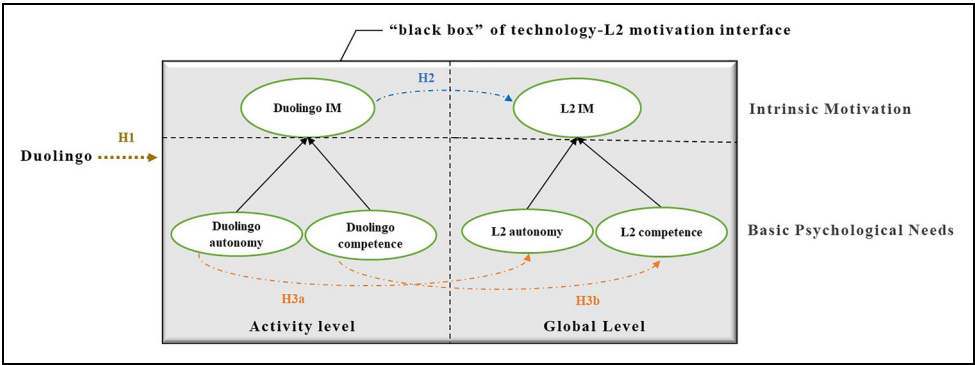 “black box” of technology-L2 motivation interface
H2
Duolingo IM
L2 IM
Intrinsic Motivation
H1
Duolingo
Duolingo
autonomy
Duolingo
competence
L2 autonomy
L2 competence
Basic Psychological Needs
H3a
H3b
Activity level
Global Level